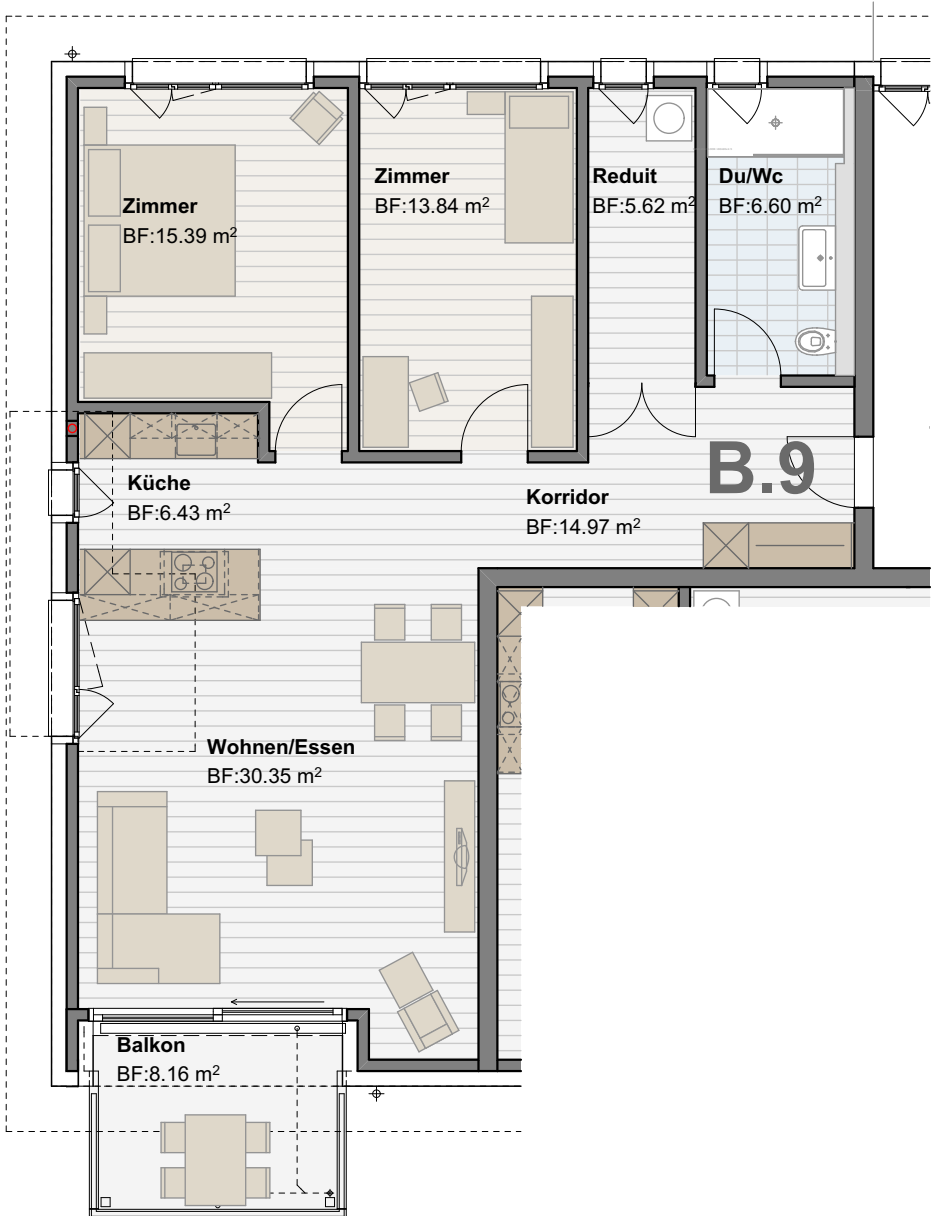 Zimmer
BF:15.39 m²
Zimmer
BF:13.84 m²
Reduit
BF:5.62 m²
Du/Wc
BF:6.60 m²
Küche
BF:6.43 m²
Korridor
BF:14.97 m²
B.9
Wohnen/Essen
BF:30.35 m²
Balkon
BF:8.16 m²